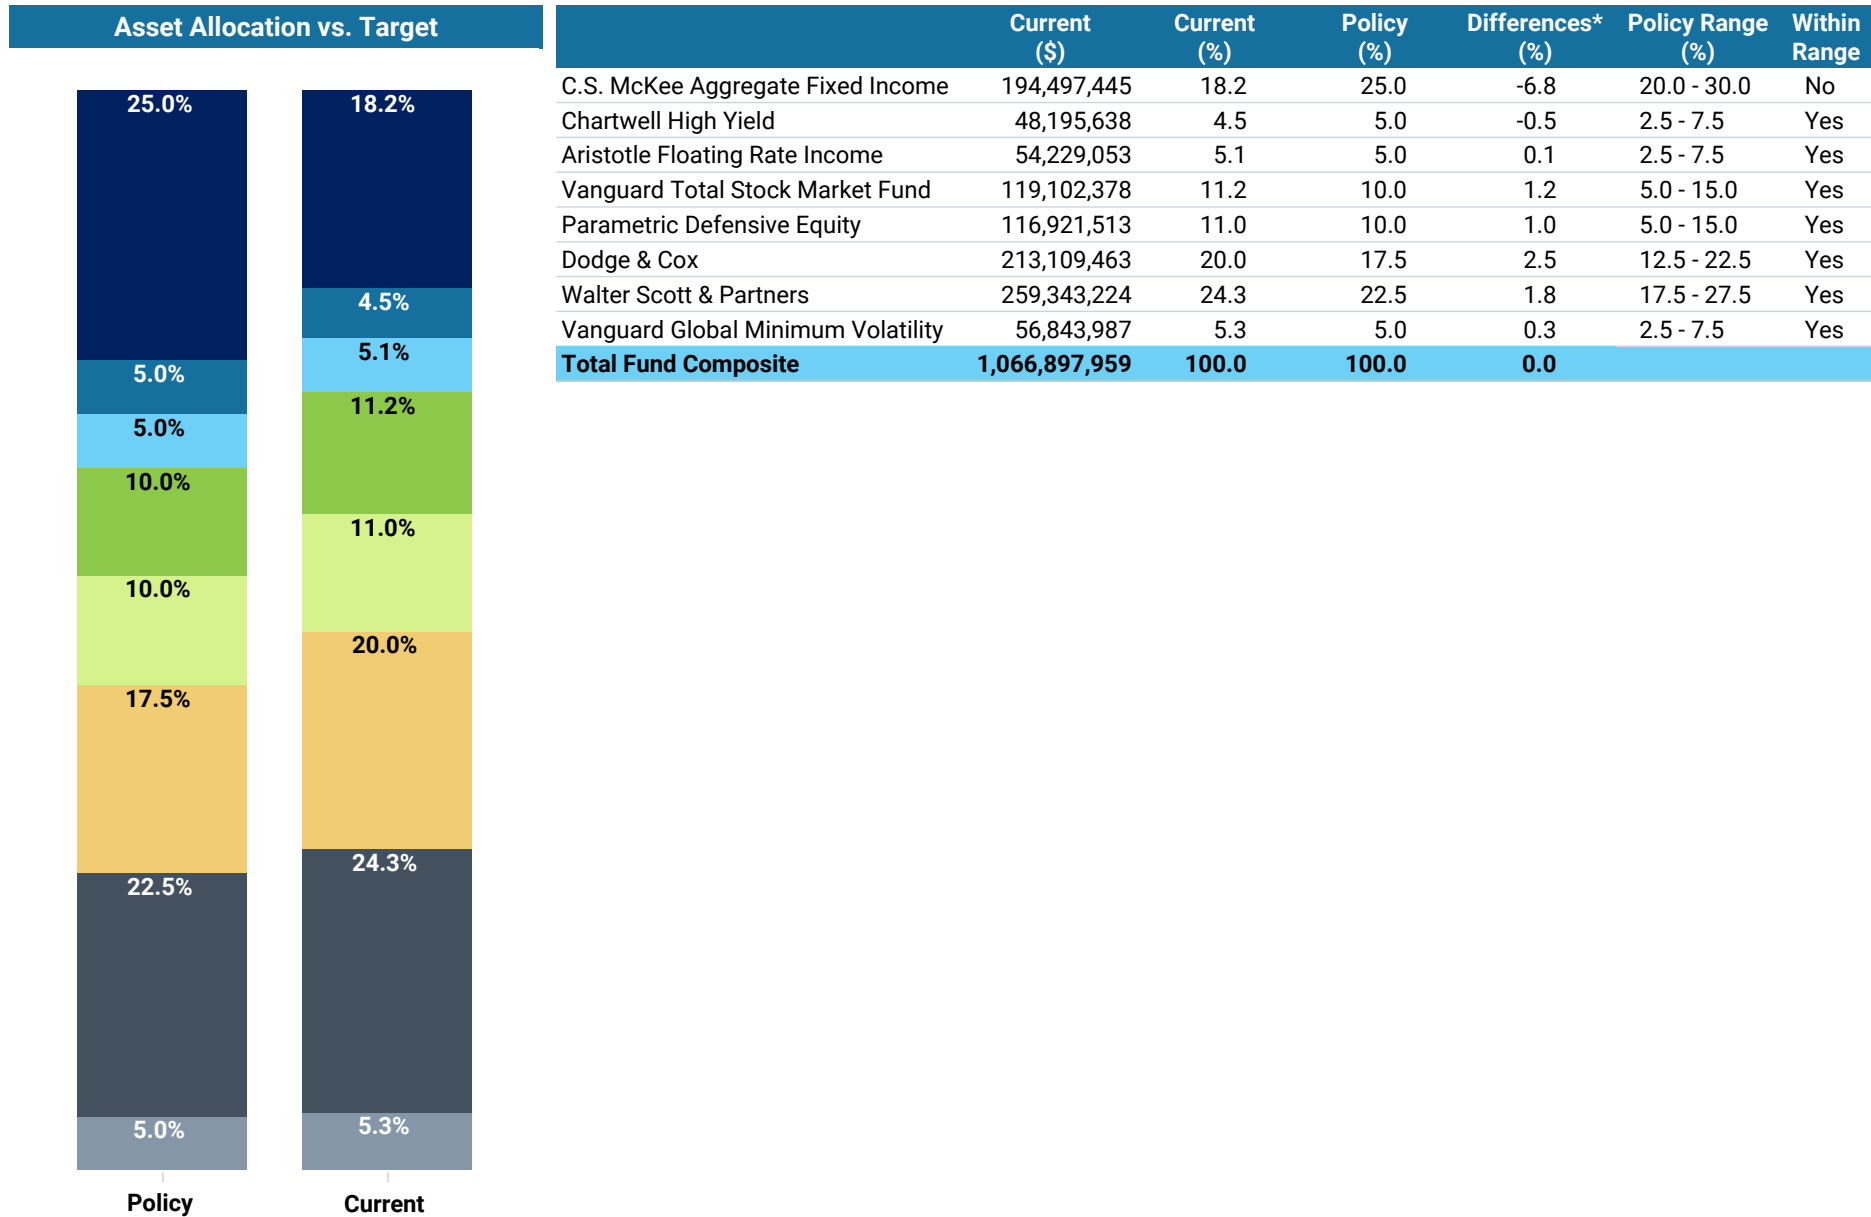 Asset Allocation vs. Target
25.0%
5.0%
5.0%
10.0%
10.0%
17.5%
22.5%
5.0%
Policy
18.2%
4.5%
5.1%
11.2%
11.0%
20.0%
24.3%
5.3%
Current
Current Current Policy Differences* Policy Range Within
($) (%) (%) (%) (%) Range
C.S. McKee Aggregate Fixed Income 194,497,445 18.2 25.0 -6.8 20.0 - 30.0 No
Chartwell High Yield 48,195,638 4.5 5.0 -0.5 2.5 - 7.5 Yes
Aristotle Floating Rate Income 54,229,053 5.1 5.0 0.1 2.5 - 7.5 Yes
Vanguard Total Stock Market Fund 119,102,378 11.2 10.0 1.2 5.0 - 15.0 Yes
Parametric Defensive Equity 116,921,513 11.0 10.0 1.0 5.0 - 15.0 Yes
Dodge & Cox 213,109,463 20.0 17.5 2.5 12.5 - 22.5 Yes
Walter Scott & Partners 259,343,224 24.3 22.5 1.8 17.5 - 27.5 Yes
Vanguard Global Minimum Volatility 56,843,987 5.3 5.0 0.3 2.5 - 7.5 Yes
Total Fund Composite 1,066,897,959 100.0 100.0 0.0